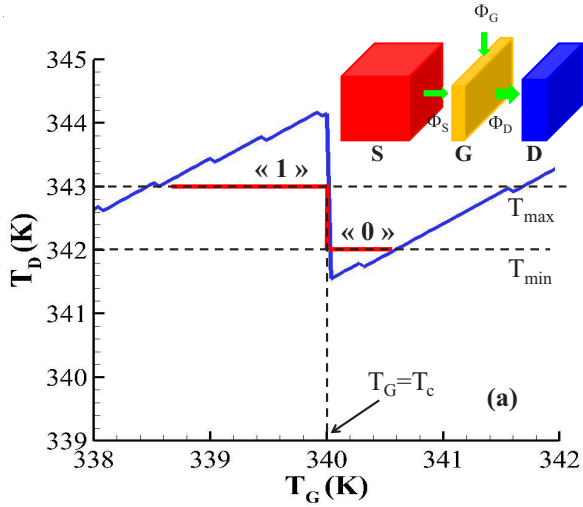 345
344
343
342
341
340
339
T_D (K)
338
339
340
341
342
T_G (K)
Φ_G
Φ_S
Φ_D
S
G
D
« 1 »
« 0 »
T_max
T_min
T_G=T_c
(a)